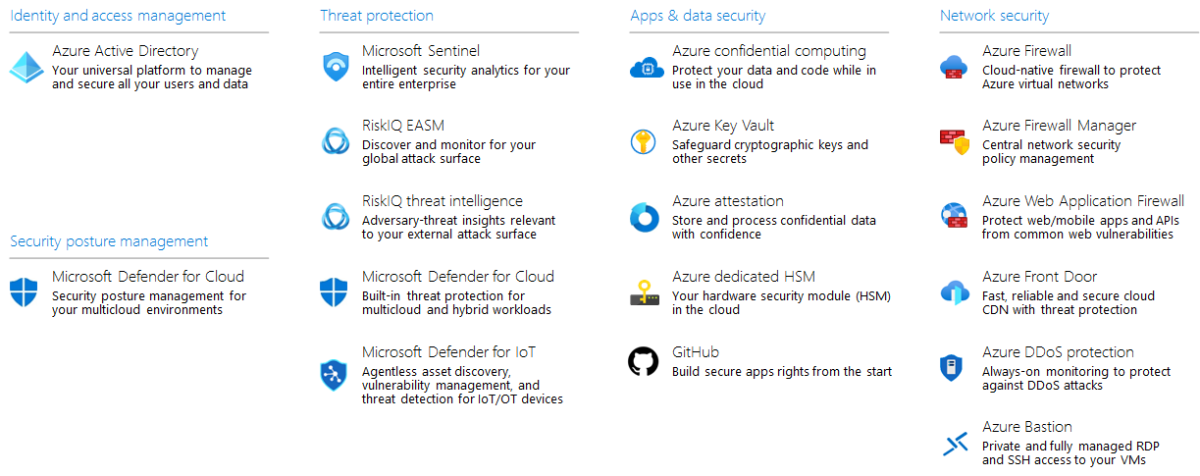 Identity and access management
Azure Active Directory
Your universal platform to manage
and secure all your users and data
Security posture management
Microsoft Defender for Cloud
Security posture management for
your multicloud environments
Threat protection
Microsoft Sentinel
Intelligent security analytics for your
entire enterprise
RiskIQ EASM
Discover and monitor for your
global attack surface
RiskIQ threat intelligence
Adversary-threat insights relevant
to your external attack surface
Microsoft Defender for Cloud
Built-in threat protection for
multicloud and hybrid workloads
Microsoft Defender for IoT
Agentless asset discovery,
vulnerability management, and
threat detection for IoT/OT devices
Apps & data security
Azure confidential computing
Protect your data and code while in
use in the cloud
Azure Key Vault
Safeguard cryptographic keys and
other secrets
Azure attestation
Store and process confidential data
with confidence
Azure dedicated HSM
Your hardware security module (HSM)
in the cloud
GitHub
Build secure apps rights from the start
Network security
Azure Firewall
Cloud-native firewall to protect
Azure virtual networks
Azure Firewall Manager
Central network security
policy management
Azure Web Application Firewall
Protect web/mobile apps and APIs
from common web vulnerabilities
Azure Front Door
Fast, reliable and secure cloud
CDN with threat protection
Azure DDoS protection
Always-on monitoring to protect
against DDoS attacks
Azure Bastion
Private and fully managed RDP
and SSH access to your VMs